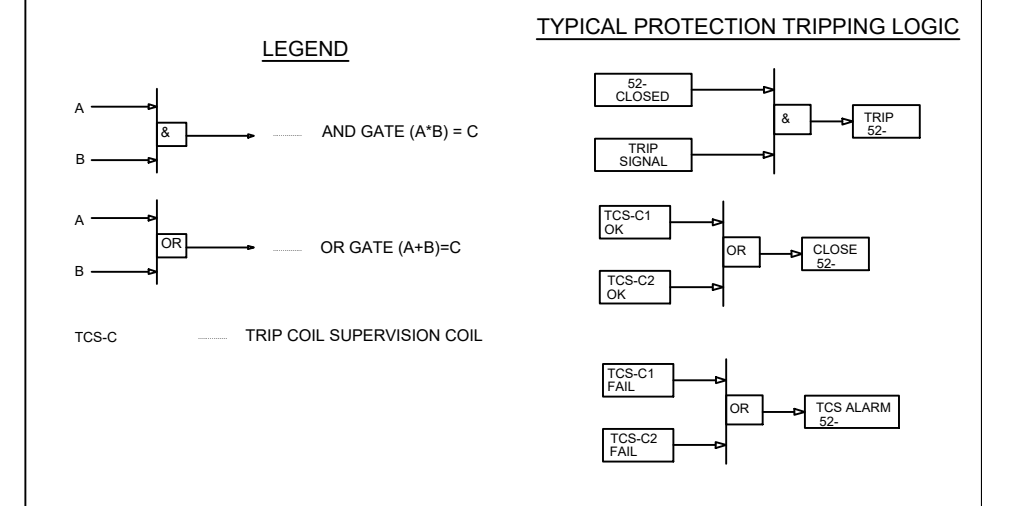 LEGEND
A
&
B
AND GATE (A*B) = C
A
OR
B
OR GATE (A+B)=C
TCS-C
TRIP COIL SUPERVISION COIL
TYPICAL PROTECTION TRIPPING LOGIC
52-
CLOSED
&
TRIP
52-
TRIP
SIGNAL
TCS-C1
OK
OR
CLOSE
52-
TCS-C2
OK
TCS-C1
FAIL
OR
TCS ALARM
52-
TCS-C2
FAIL